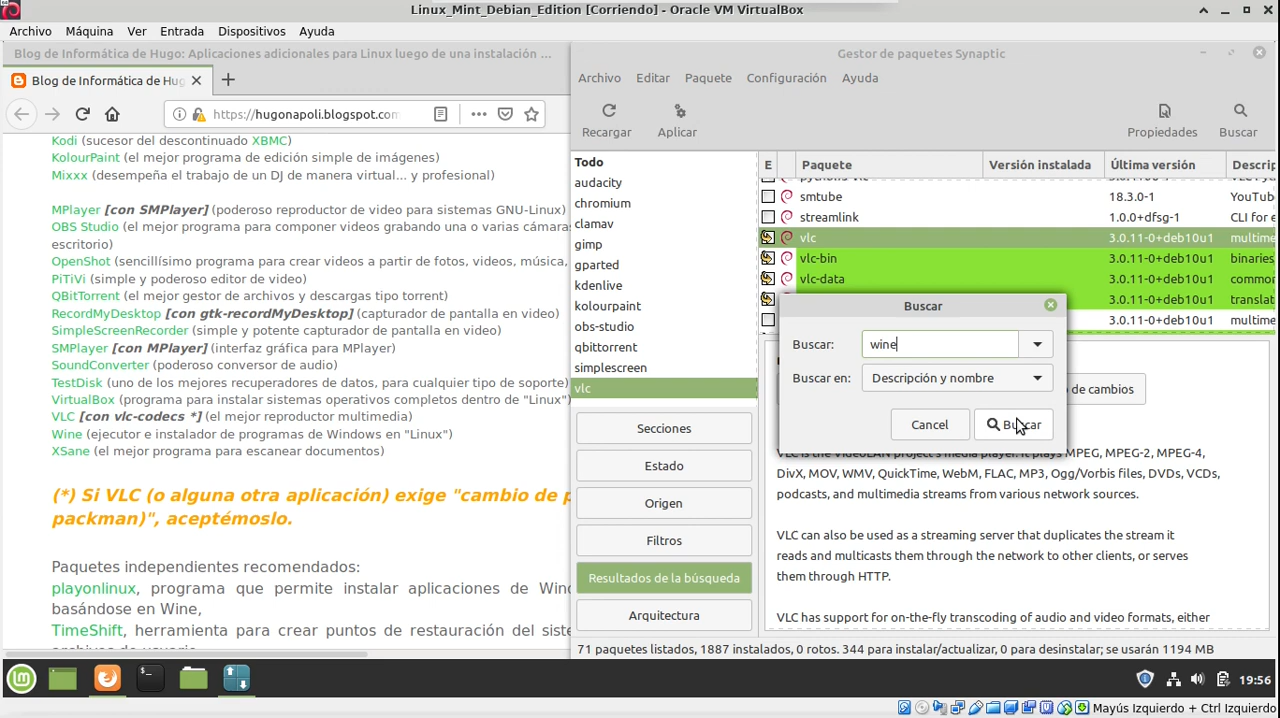 Linux_Mint_Debian_Edition [Corriendo] - Oracle VM VirtualBox
Archivo Máquina Ver Entrada Dispositivos Ayuda
Blog de Informática de Hugo: Aplicaciones adicionales para Linux luego de una instalación ...
Blog de Informática de Hug
https://hugonapoli.blogspot.com
Kodi (sucesor del descontinuado XBMC)
KolourPaint (el mejor programa de edición simple de imágenes)
Mixxx (desempeña el trabajo de un DJ de manera virtual... y profesional)
MPlayer [con SMPlayer] (poderoso reproductor de video para sistemas GNU-Linux)
OBS Studio (el mejor programa para componer videos grabando una o varias cámaras
escritorio)
OpenShot (sencillísimo programa para crear videos a partir de fotos, videos, música,
PiTiVi (simple y poderoso editor de video)
QBitTorrent (el mejor gestor de archivos y descargas tipo torrent)
RecordMyDesktop [con gtk-recordMyDesktop] (capturador de pantalla en video)
SimpleScreenRecorder (simple y potente capturador de pantalla en video)
SMPlayer [con MPlayer] (interfaz gráfica para MPlayer)
SoundConverter (poderoso conversor de audio)
TestDisk (uno de los mejores recuperadores de datos, para cualquier tipo de soporte)
VirtualBox (programa para instalar sistemas operativos completos dentro de "Linux")
VLC [con vlc-codecs *] (el mejor reproductor multimedia)
Wine (ejecutor e instalador de programas de Windows en "Linux")
XSane (el mejor programa para escanear documentos)
(*) Si VLC (o alguna otra aplicación) exige "cambio de p
packman)", aceptémoslo.
Paquetes independientes recomendados:
playonlinux, programa que permite instalar aplicaciones de Wind
basándose en Wine,
TimeShift, herramienta para crear puntos de restauración del siste
Gestor de paquetes Synaptic
Archivo Editar Paquete Configuración Ayuda
Recargar Aplicar Propiedades Buscar
Todo
audacity
chromium
clamav
gimp
gparted
kdenlive
kolourpaint
obs-studio
qbittorrent
simplescreen
vlc
Secciones
Estado
Origen
Filtros
Resultados de la búsqueda
Arquitectura
E Paquete Versión instalada Última versión Descrip
smtube 18.3.0-1 YouTub
streamlink 1.0.0+dfsg-1 CLI for e
vlc 3.0.11-0+deb10u1 multime
vlc-bin 3.0.11-0+deb10u1 binaries
vlc-data 3.0.11-0+deb10u1 common
3.0.11-0+deb10u1 translat
3.0.11-0+deb10u1 multime
Buscar
Buscar: wine
Buscar en: Descripción y nombre
Cancel Buscar
o de cambios
VLC is the VideoLAN project's media player. It plays MPEG, MPEG-2, MPEG-4,
DivX, MOV, WMV, QuickTime, WebM, FLAC, MP3, Ogg/Vorbis files, DVDs, VCDs,
podcasts, and multimedia streams from various network sources.
VLC can also be used as a streaming server that duplicates the stream it
reads and multicasts them through the network to other clients, or serves
them through HTTP.
VLC has support for on-the-fly transcoding of audio and video formats, either
71 paquetes listados, 1887 instalados, 0 rotos. 344 para instalar/actualizar, 0 para desinstalar; se usarán 1194 MB
19:56
Mayús Izquierdo + Ctrl Izquierdo